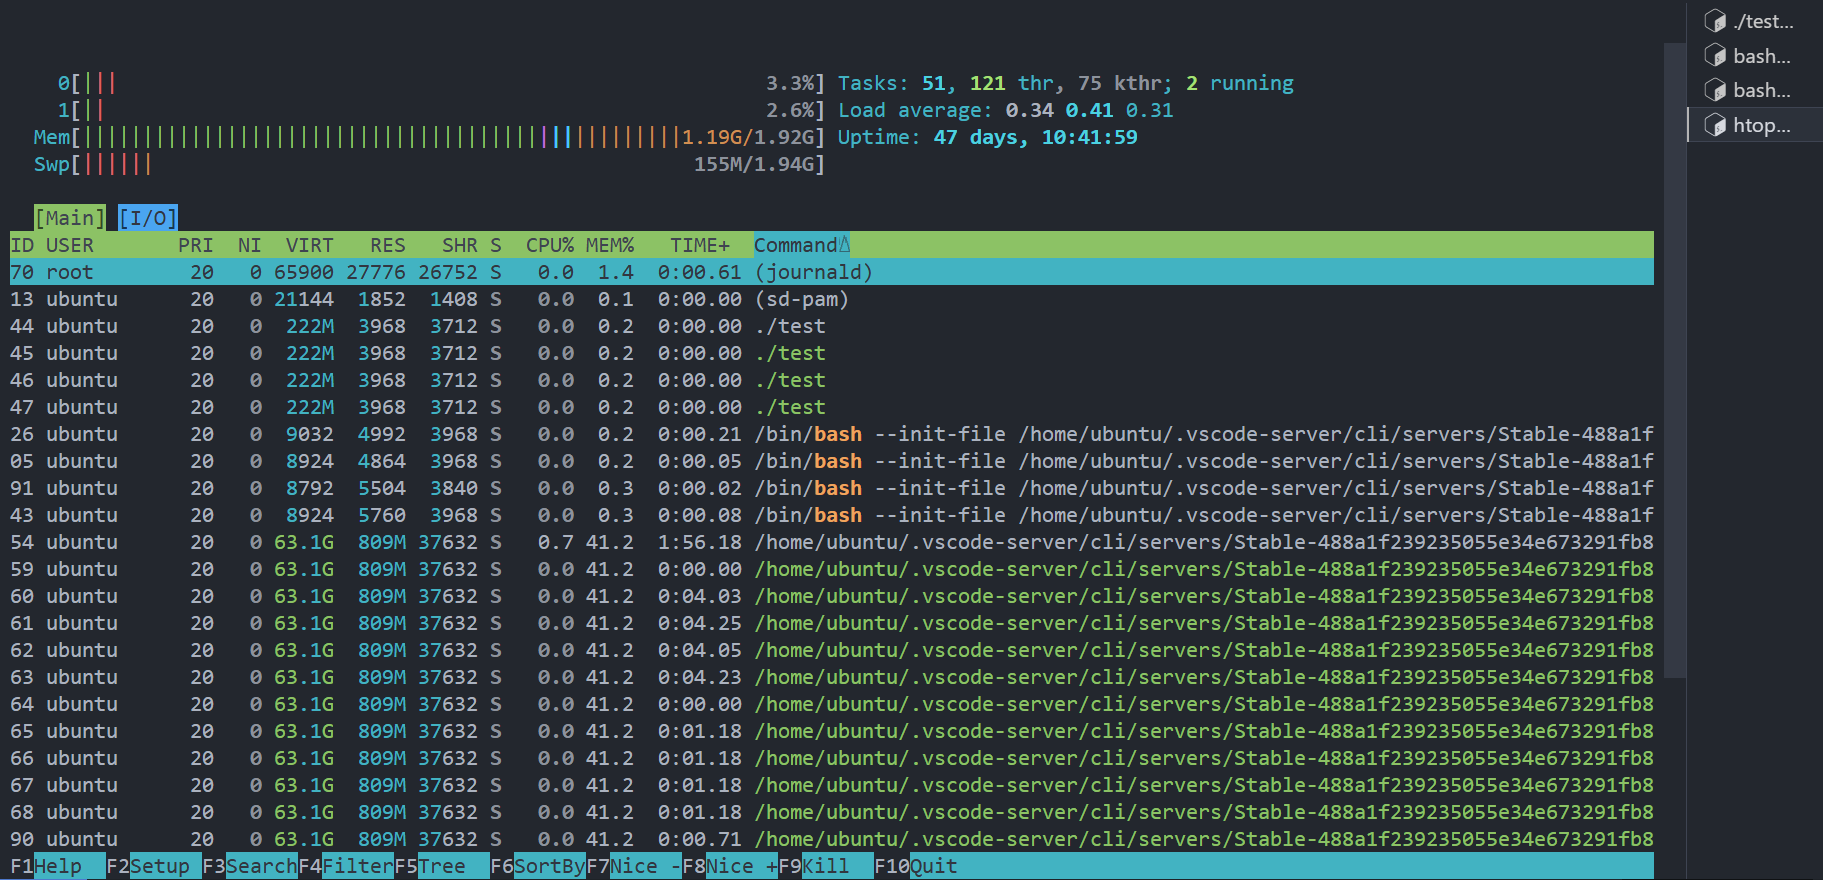 0[||| 3.3%] Tasks: 51, 121 thr, 75 kthr; 2 running
1[|| 2.6%] Load average: 0.34 0.41 0.31
Mem[||||||||||||||||||||||||||||||||||||||||||||||||||1.19G/1.92G] Uptime: 47 days, 10:41:59
Swp[|||||| 155M/1.94G]
[Main] [I/O]
ID USER PRI NI VIRT RES SHR S CPU% MEM% TIME+ Command△
70 root 20 0 65900 27776 26752 S 0.0 1.4 0:00.61 (journald)
13 ubuntu 20 0 21144 1852 1408 S 0.0 0.1 0:00.00 (sd-pam)
44 ubuntu 20 0 222M 3968 3712 S 0.0 0.2 0:00.00 ./test
45 ubuntu 20 0 222M 3968 3712 S 0.0 0.2 0:00.00 ./test
46 ubuntu 20 0 222M 3968 3712 S 0.0 0.2 0:00.00 ./test
47 ubuntu 20 0 222M 3968 3712 S 0.0 0.2 0:00.00 ./test
26 ubuntu 20 0 9032 4992 3968 S 0.0 0.2 0:00.21 /bin/bash --init-file /home/ubuntu/.vscode-server/cli/servers/Stable-488a1f
05 ubuntu 20 0 8924 4864 3968 S 0.0 0.2 0:00.05 /bin/bash --init-file /home/ubuntu/.vscode-server/cli/servers/Stable-488a1f
91 ubuntu 20 0 8792 5504 3840 S 0.0 0.3 0:00.02 /bin/bash --init-file /home/ubuntu/.vscode-server/cli/servers/Stable-488a1f
43 ubuntu 20 0 8924 5760 3968 S 0.0 0.3 0:00.08 /bin/bash --init-file /home/ubuntu/.vscode-server/cli/servers/Stable-488a1f
54 ubuntu 20 0 63.1G 809M 37632 S 0.7 41.2 1:56.18 /home/ubuntu/.vscode-server/cli/servers/Stable-488a1f239235055e34e673291fb8
59 ubuntu 20 0 63.1G 809M 37632 S 0.0 41.2 0:00.00 /home/ubuntu/.vscode-server/cli/servers/Stable-488a1f239235055e34e673291fb8
60 ubuntu 20 0 63.1G 809M 37632 S 0.0 41.2 0:04.03 /home/ubuntu/.vscode-server/cli/servers/Stable-488a1f239235055e34e673291fb8
61 ubuntu 20 0 63.1G 809M 37632 S 0.0 41.2 0:04.25 /home/ubuntu/.vscode-server/cli/servers/Stable-488a1f239235055e34e673291fb8
62 ubuntu 20 0 63.1G 809M 37632 S 0.0 41.2 0:04.05 /home/ubuntu/.vscode-server/cli/servers/Stable-488a1f239235055e34e673291fb8
63 ubuntu 20 0 63.1G 809M 37632 S 0.0 41.2 0:04.23 /home/ubuntu/.vscode-server/cli/servers/Stable-488a1f239235055e34e673291fb8
64 ubuntu 20 0 63.1G 809M 37632 S 0.0 41.2 0:00.00 /home/ubuntu/.vscode-server/cli/servers/Stable-488a1f239235055e34e673291fb8
65 ubuntu 20 0 63.1G 809M 37632 S 0.0 41.2 0:01.18 /home/ubuntu/.vscode-server/cli/servers/Stable-488a1f239235055e34e673291fb8
66 ubuntu 20 0 63.1G 809M 37632 S 0.0 41.2 0:01.18 /home/ubuntu/.vscode-server/cli/servers/Stable-488a1f239235055e34e673291fb8
67 ubuntu 20 0 63.1G 809M 37632 S 0.0 41.2 0:01.18 /home/ubuntu/.vscode-server/cli/servers/Stable-488a1f239235055e34e673291fb8
68 ubuntu 20 0 63.1G 809M 37632 S 0.0 41.2 0:01.18 /home/ubuntu/.vscode-server/cli/servers/Stable-488a1f239235055e34e673291fb8
90 ubuntu 20 0 63.1G 809M 37632 S 0.0 41.2 0:00.71 /home/ubuntu/.vscode-server/cli/servers/Stable-488a1f239235055e34e673291fb8
F1Help F2Setup F3SearchF4FilterF5Tree F6SortByF7Nice -F8Nice +F9Kill F10Quit
./test...
bash...
bash...
htop...